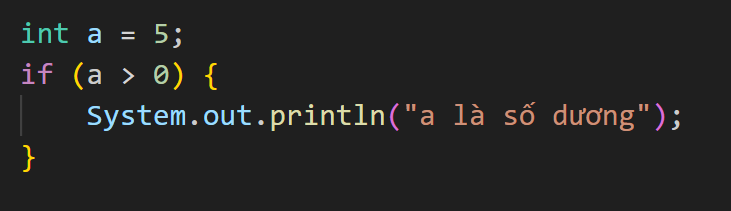 int a = 5;
if (a > 0) {
    System.out.println("a là số dương");
}